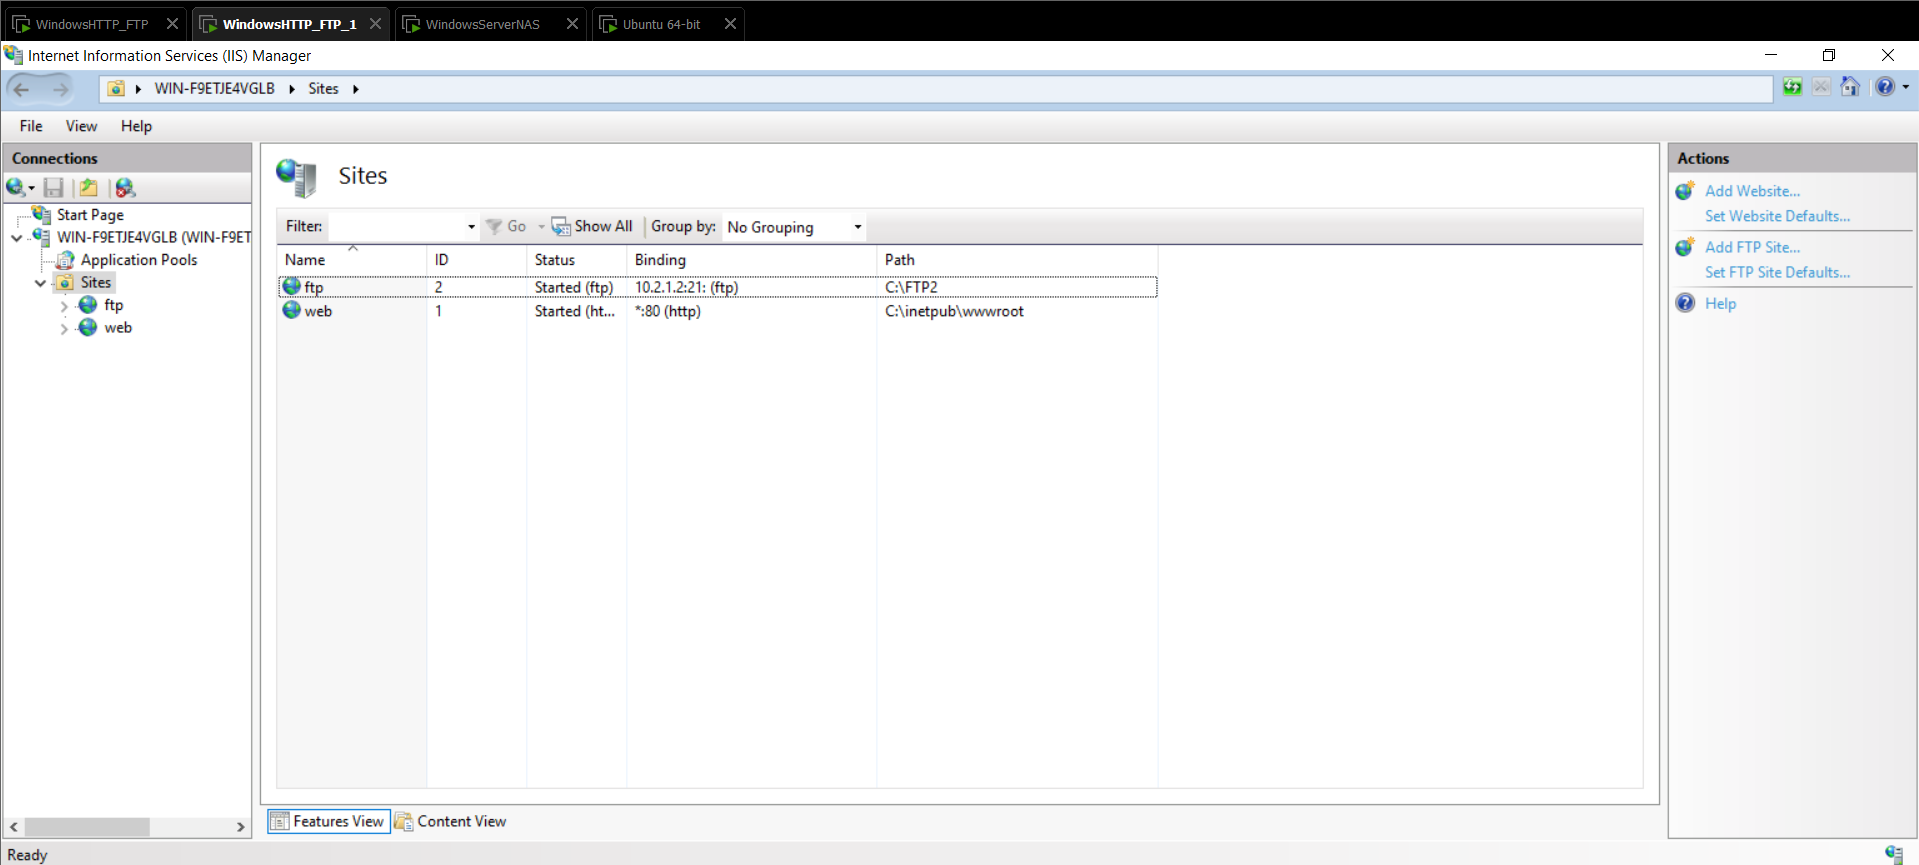 WindowsHTTP_FTP WindowsHTTP_FTP_1 WindowsServerNAS Ubuntu 64-bit
Internet Information Services (IIS) Manager
WIN-F9ETJE4VGLB Sites
File View Help
Connections
Start Page
WIN-F9ETJE4VGLB (WIN-F9ET
Application Pools
Sites
ftp
web
Sites
Filter: Go Show All Group by: No Grouping
Name ID Status Binding Path
ftp 2 Started (ftp) 10.2.1.2:21: (ftp) C:\FTP2
web 1 Started (ht... *:80 (http) C:\inetpub\wwwroot
Features View Content View
Actions
Add Website...
Set Website Defaults...
Add FTP Site...
Set FTP Site Defaults...
Help
Ready